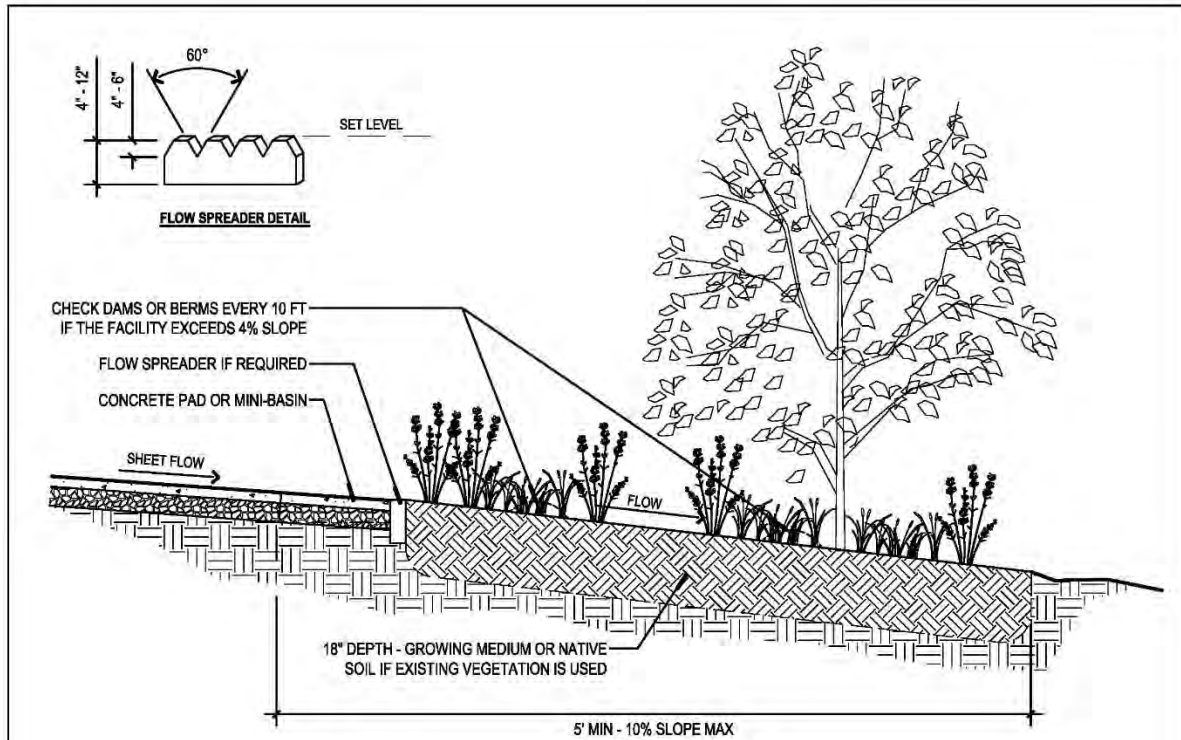 60°
4" - 12"
4" - 6"
SET LEVEL
FLOW SPREADER DETAIL
CHECK DAMS OR BERMS EVERY 10 FT
IF THE FACILITY EXCEEDS 4% SLOPE
FLOW SPREADER IF REQUIRED
CONCRETE PAD OR MINI-BASIN
SHEET FLOW
FLOW
18" DEPTH - GROWING MEDIUM OR NATIVE
SOIL IF EXISTING VEGETATION IS USED
5' MIN - 10% SLOPE MAX